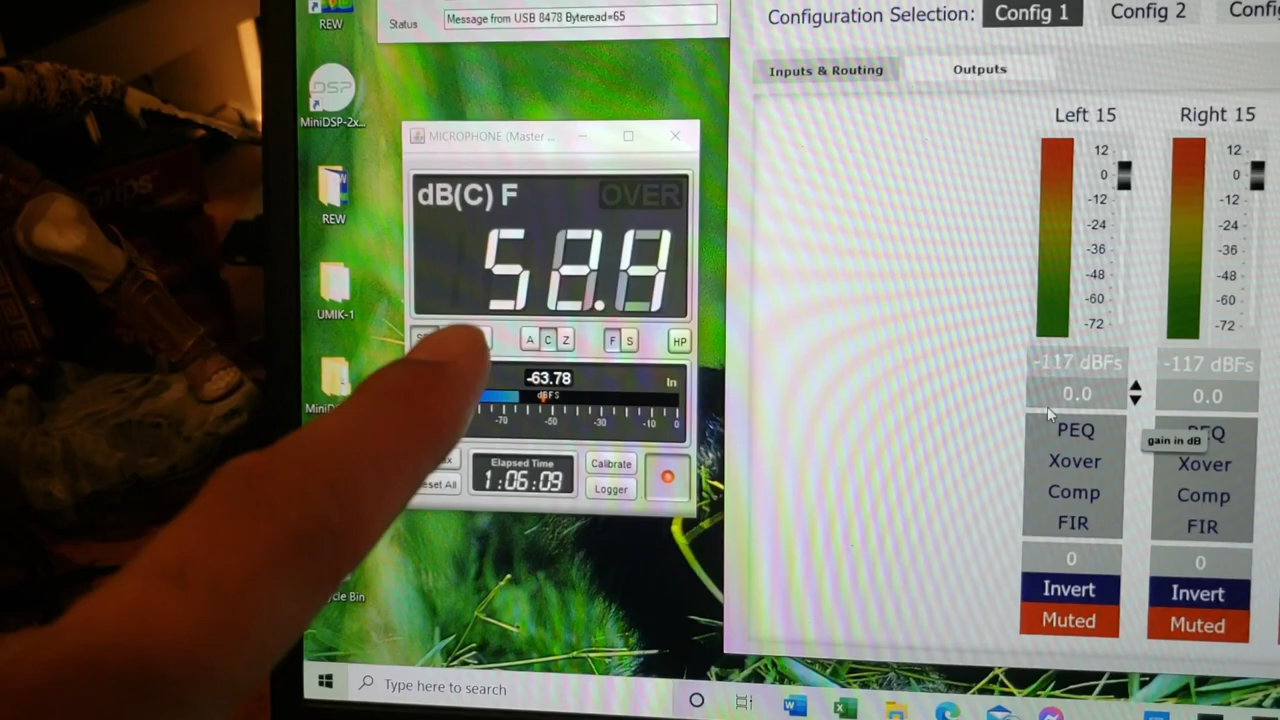 REW
Status
Message from USB 8478 Byteread=65
Configuration Selection:
Config 1
Config 2
Inputs & Routing
Outputs
MiniDSP-2x...
MICROPHONE (Master ...
dB(C) F
OVER
REW
UMIK-1
A C Z
F S
HP
-63.78
dBFS
In
-70 -50 -30 -10 0
Elapsed Time
1:06:09
Calibrate
Logger
Left 15
Right 15
12
0
-12
-24
-36
-48
-60
-72
12
0
-12
-24
-36
-48
-60
-72
-117 dBFs
-117 dBFs
0.0
0.0
PEQ
gain in dB
Xover
Xover
Comp
Comp
FIR
FIR
0
0
Invert
Invert
Muted
Muted
Type here to search